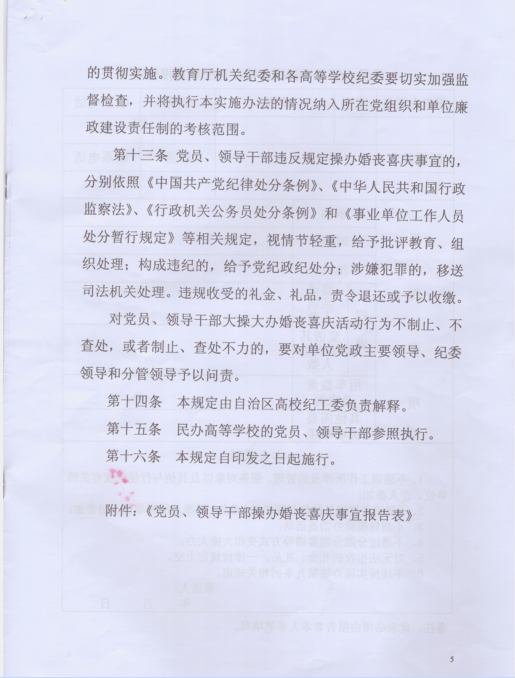 的贯彻实施。教育厅机关纪委和各高等学校纪委要切实加强监
督检查，并将执行本实施办法的情况纳入所在党组织和单位廉
政建设责任制的考核范围。
第十三条 党员、领导干部违反规定操办婚丧喜庆事宜的，
分别依照《中国共产党纪律处分条例》、《中华人民共和国行政
监察法》、《行政机关公务员处分条例》和《事业单位工作人员
处分暂行规定》等相关规定，视情节轻重，给予批评教育、组
织处理；构成违纪的，给予党纪政纪处分；涉嫌犯罪的，移送
司法机关处理。违规收受的礼金、礼品，责令退还或予以收缴。
对党员、领导干部大操大办婚丧喜庆活动行为不制止、不
查处，或者制止、查处不力的，要对单位党政主要领导、纪委
领导和分管领导予以问责。
第十四条 本规定由自治区高校纪工委负责解释。
第十五条 民办高等学校的党员、领导干部参照执行。
第十六条 本规定自印发之日起施行。
附件：《党员、领导干部操办婚丧喜庆事宜报告表》
5